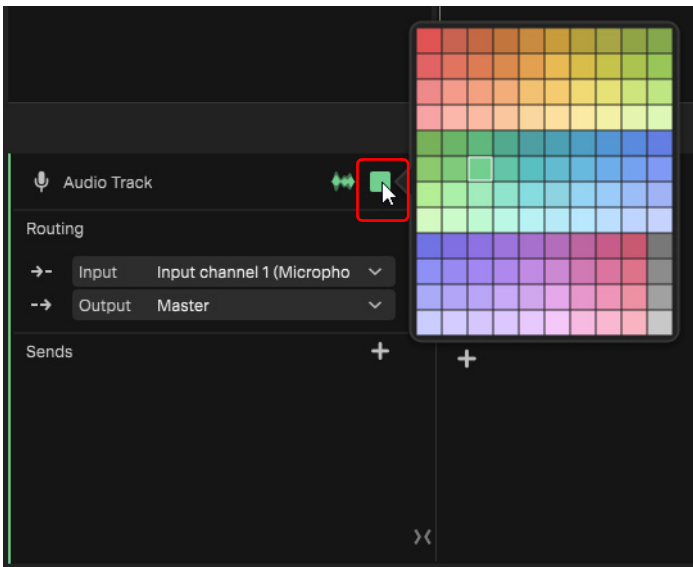 Audio Track
Routing
Input Input channel 1 (Micropho
Output Master
Sends